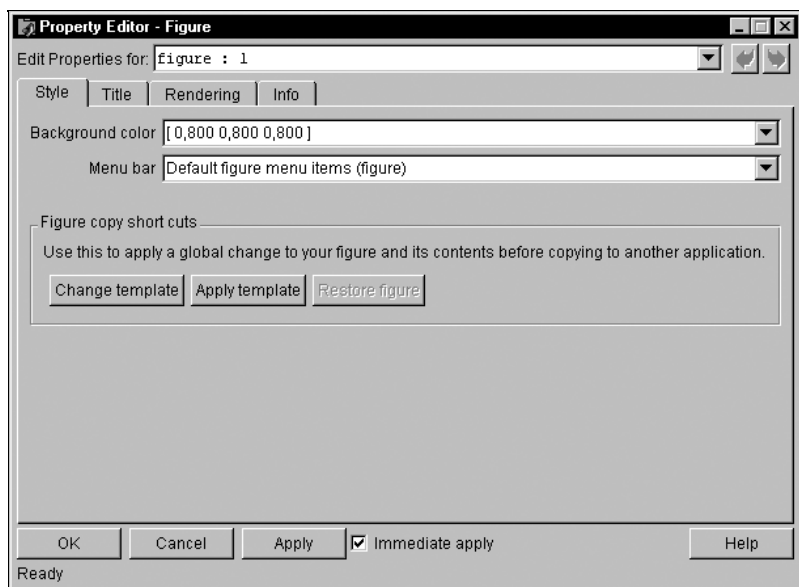 Property Editor - Figure
Edit Properties for: figure : 1
Style Title Rendering Info
Background color [ 0,800 0,800 0,800 ]
Menu bar Default figure menu items (figure)
Figure copy short cuts
Use this to apply a global change to your figure and its contents before copying to another application.
Change template Apply template Restore figure
OK Cancel Apply Immediate apply Help
Ready